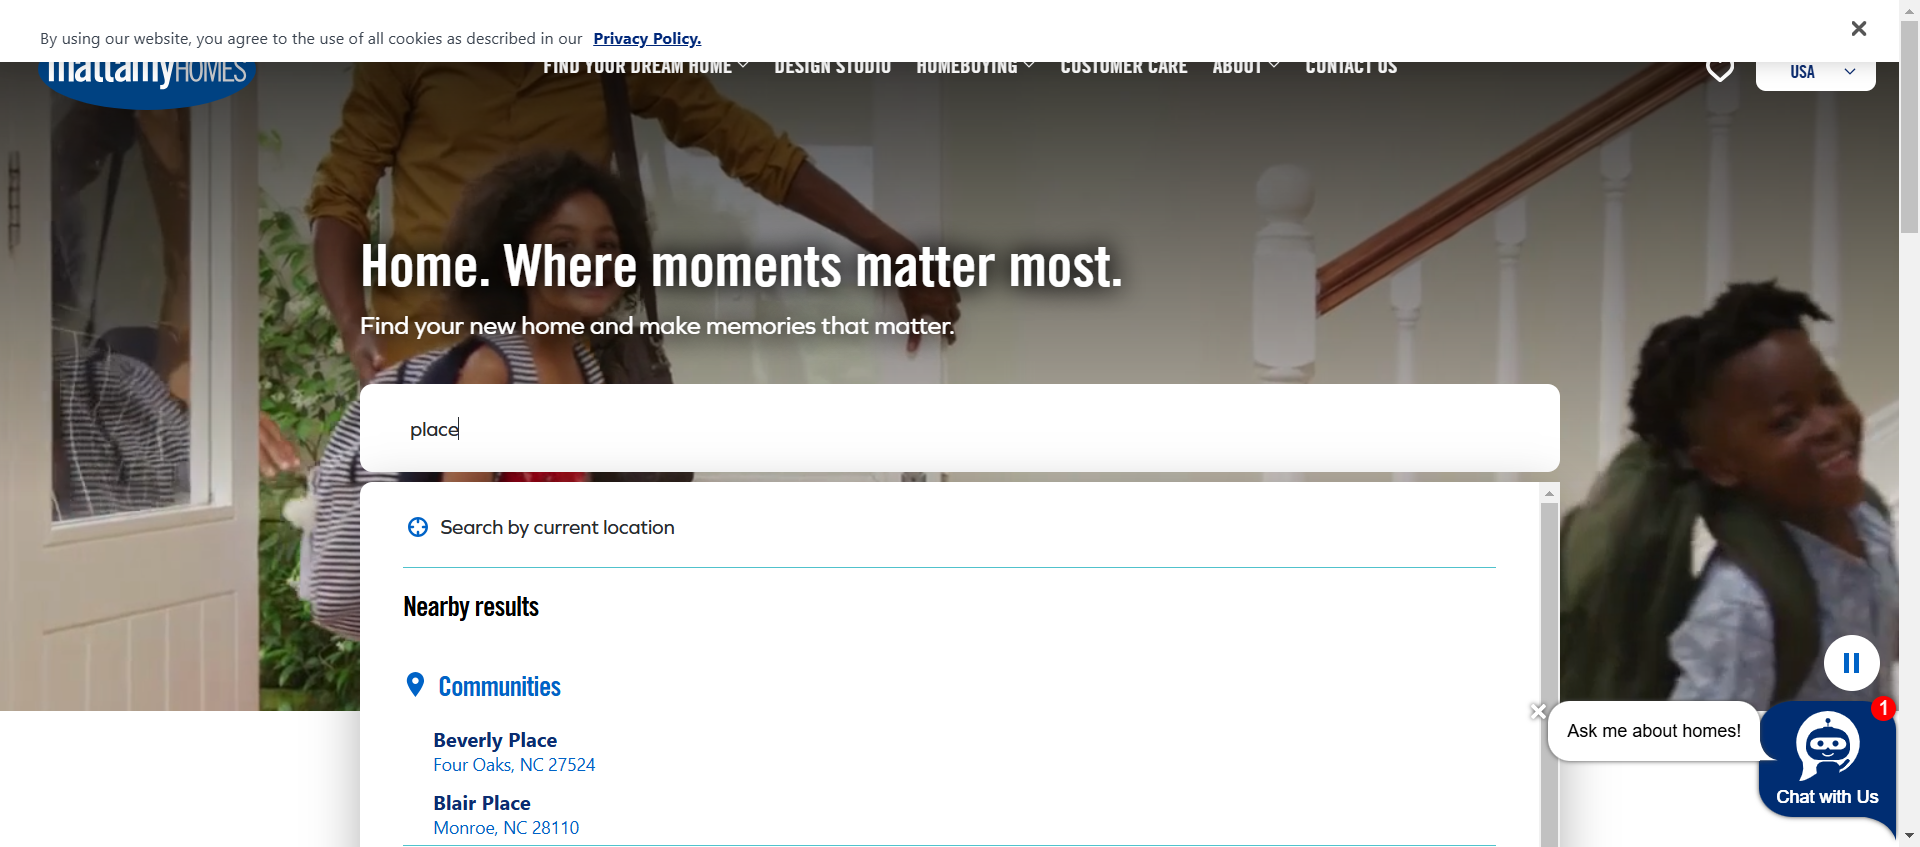 By using our website, you agree to the use of all cookies as described in our Privacy Policy.
mattamyHOMES
FIND YOUR DREAM HOME
DESIGN STUDIO
HOMEBUYING
CUSTOMER CARE
ABOUT
CONTACT US
USA
Home. Where moments matter most.
Find your new home and make memories that matter.
place
Search by current location
Nearby results
Communities
Beverly Place
Four Oaks, NC 27524
Blair Place
Monroe, NC 28110
1
Ask me about homes!
Chat with Us